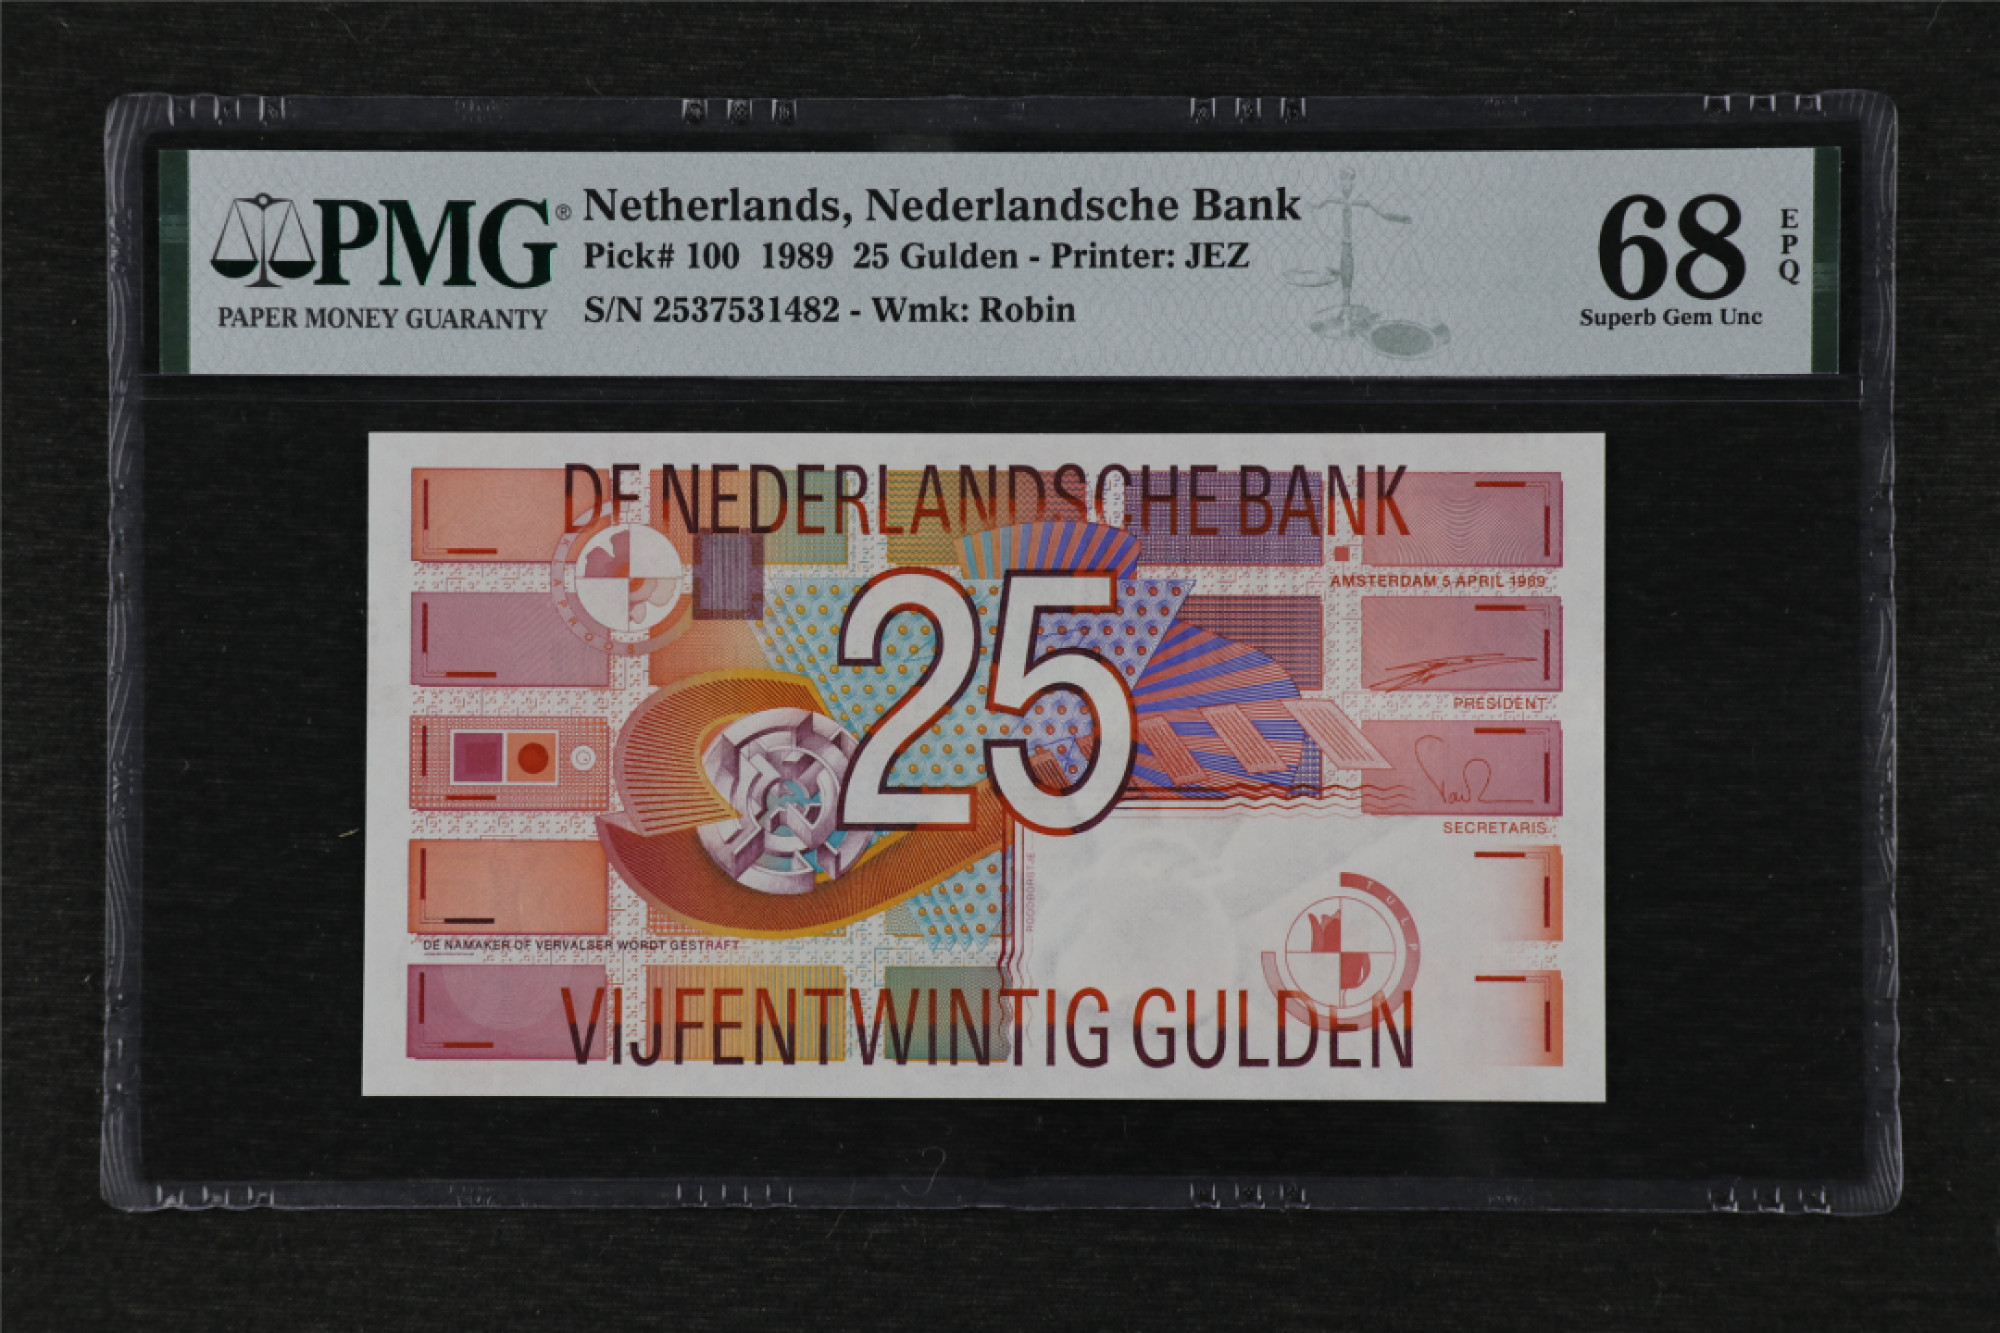 PMG®
PAPER MONEY GUARANTY
Netherlands, Nederlandsche Bank
Pick# 100 1989 25 Gulden - Printer: JEZ
S/N 2537531482 - Wmk: Robin
68
EPQ
Superb Gem Unc
DE NEDERLANDSCHE BANK
AMSTERDAM 5 APRIL 1989
25
PRESIDENT
SECRETARIS
ROODBORSTJE
TULP
DE NAMAKER OF VERVALSER WORDT GESTRAFT
VIJFENTWINTIG GULDEN